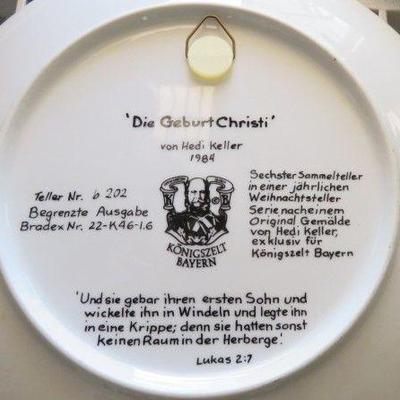 'Die Geburt Christi'
von Hedi Keller
1984
Teller Nr. b 202
Begrenzte Ausgabe
Bradex Nr. 22-K46-1.6
K B
KÖNIGSZELT
BAYERN
Sechster Sammelteller
in einer jährlichen
Weihnachtsteller
Serie nach einem
Original Gemälde
von Hedi Keller,
exklusiv für
Königszelt Bayern
'Und sie gebar ihren ersten Sohn und
wickelte ihn in Windeln und legte ihn
in eine Krippe; denn sie hatten sonst
keinen Raum in der Herberge.'
Lukas 2:7